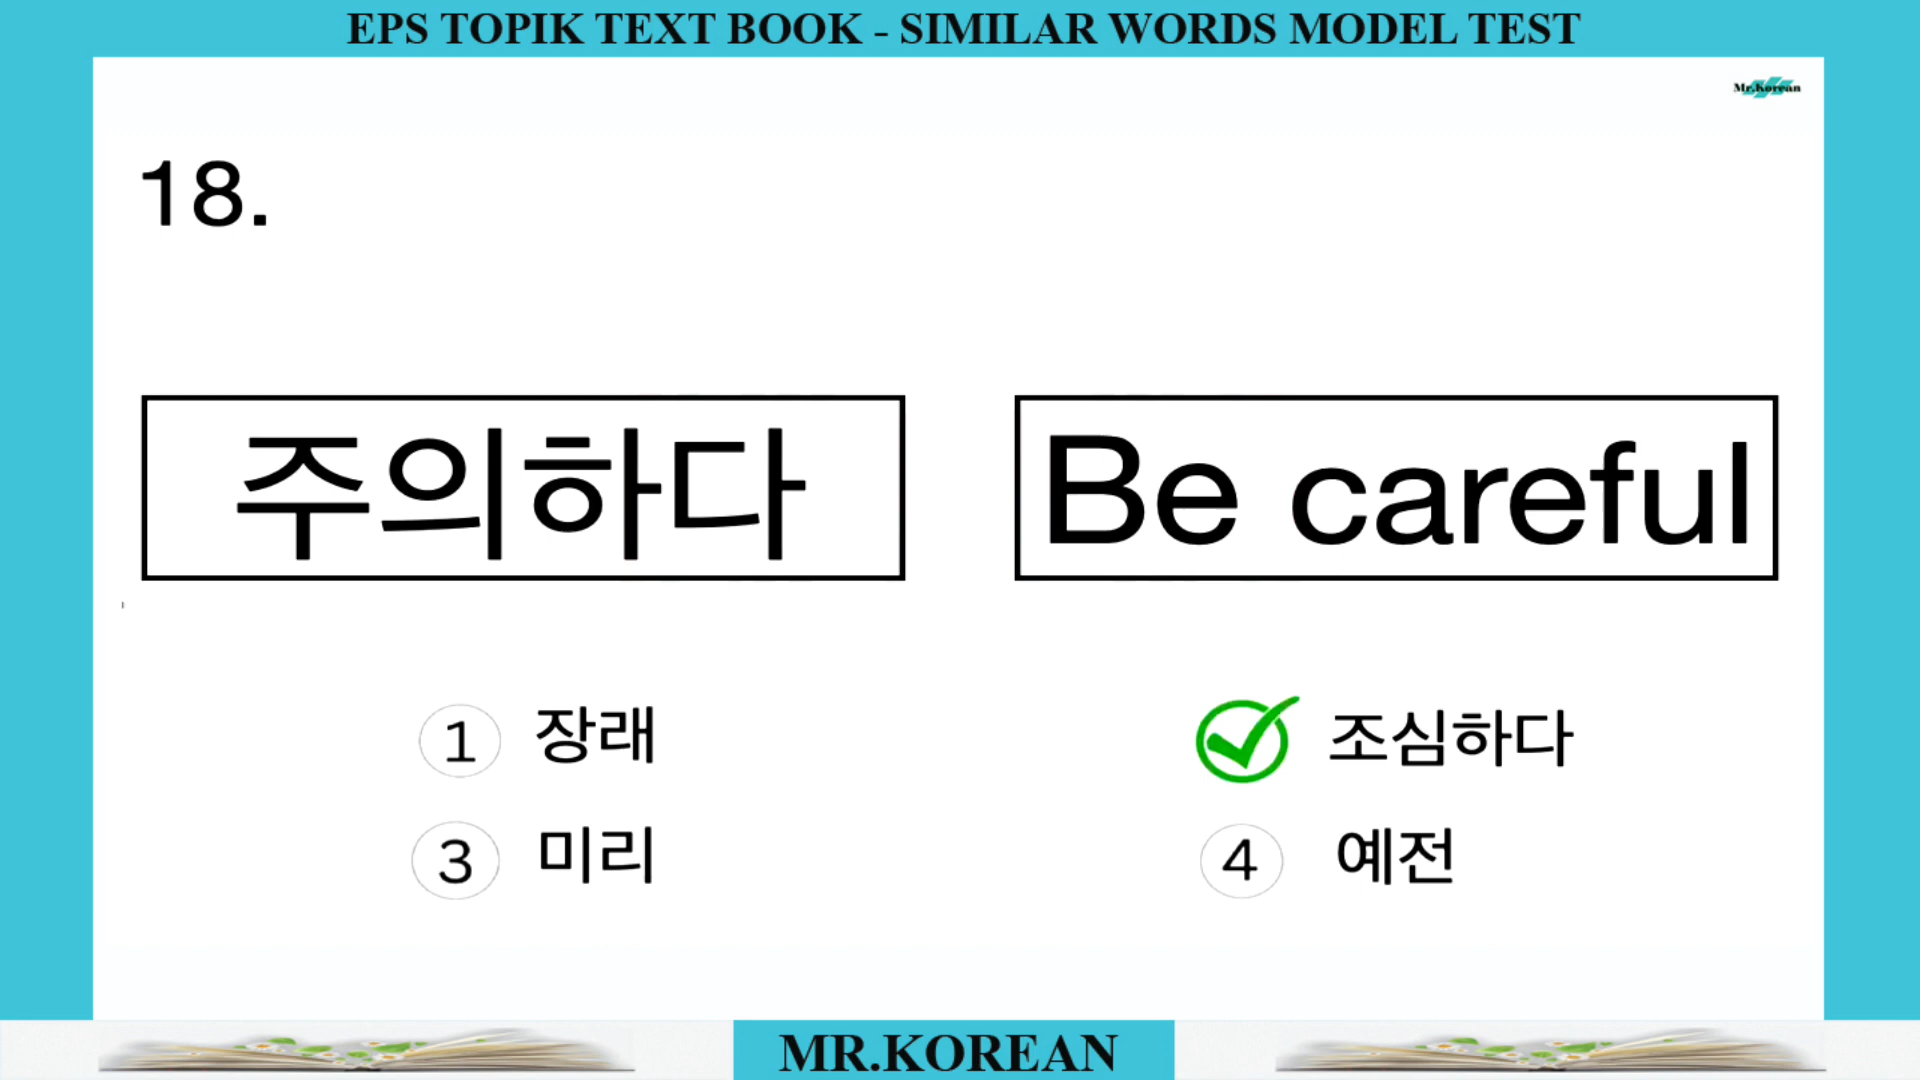 EPS TOPIK TEXT BOOK - SIMILAR WORDS MODEL TEST
Mr.Korean
18.
주의하다
Be careful
1 장래
조심하다
3 미리
4 예전
MR.KOREAN